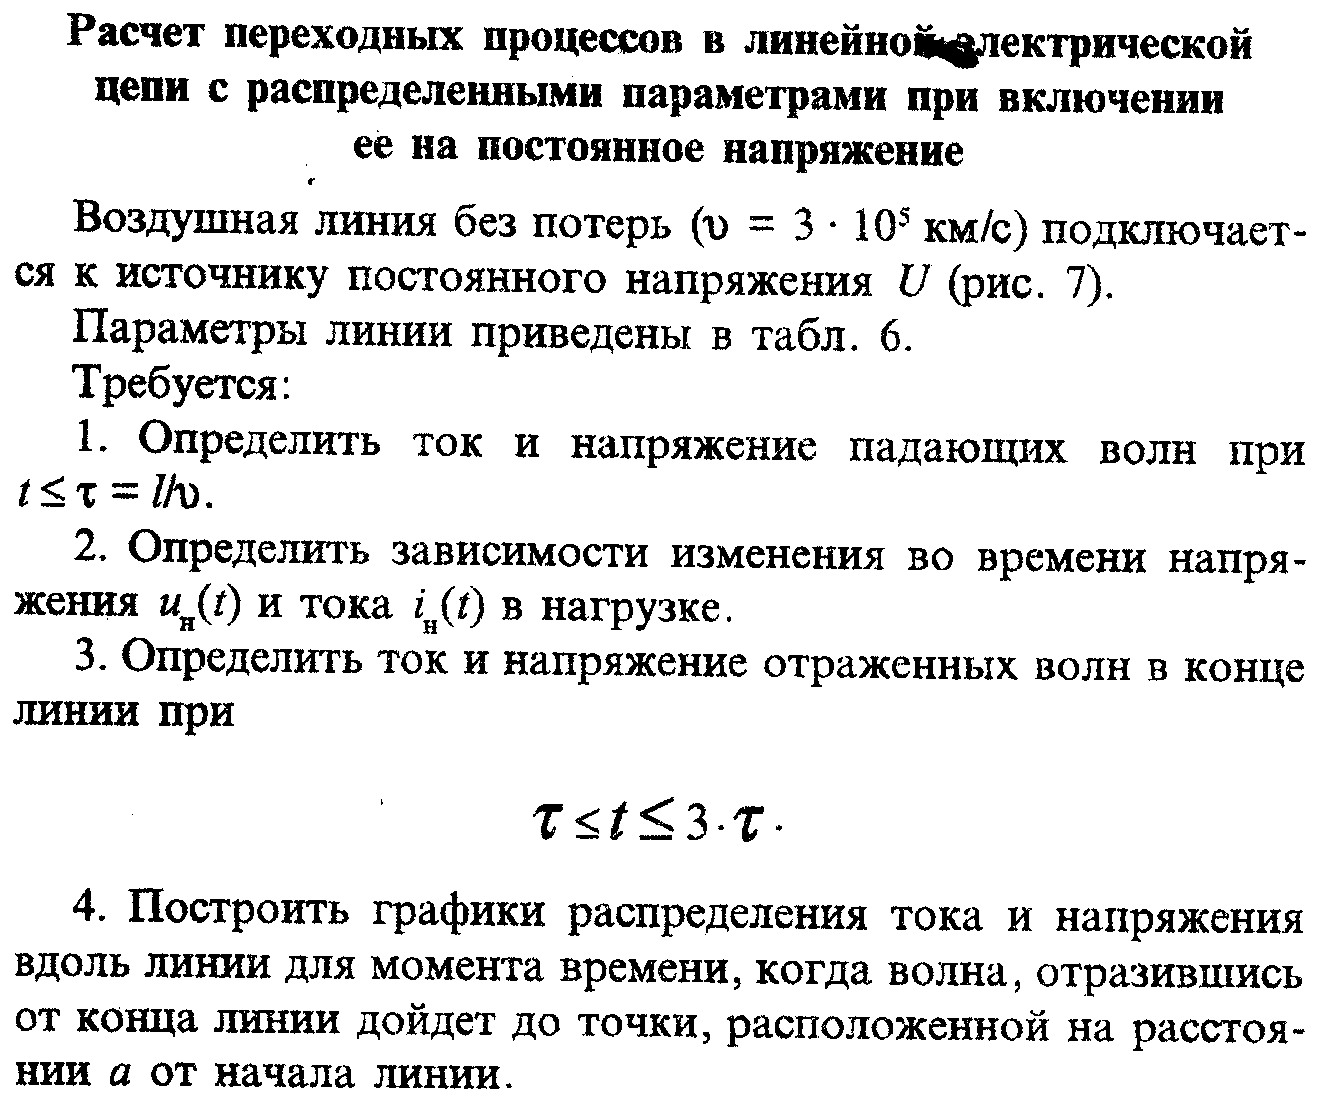 Расчет переходных процессов в линейной электрической
цепи с распределенными параметрами при включении
ее на постоянное напряжение
Воздушная линия без потерь (υ = 3 · 10⁵ км/с) подключает-
ся к источнику постоянного напряжения U (рис. 7).
Параметры линии приведены в табл. 6.
Требуется:
1. Определить ток и напряжение падающих волн при
t ≤ τ = l/υ.
2. Определить зависимости изменения во времени напря-
жения uₙ(t) и тока iₙ(t) в нагрузке.
3. Определить ток и напряжение отраженных волн в конце
линии при
τ ≤ t ≤ 3·τ.
4. Построить графики распределения тока и напряжения
вдоль линии для момента времени, когда волна, отразившись
от конца линии дойдет до точки, расположенной на расстоя-
нии a от начала линии.